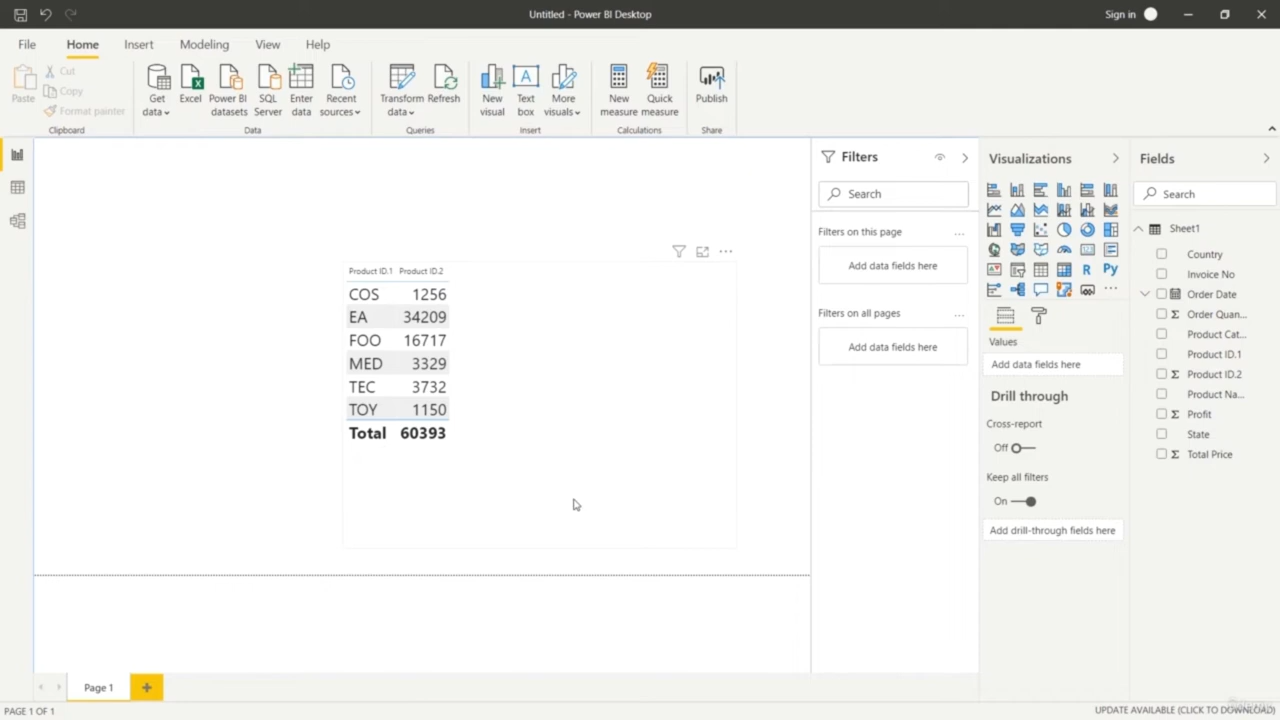 Untitled - Power BI Desktop
Sign in
File Home Insert Modeling View Help
Paste
Cut
Copy
Format painter
Clipboard
Get data
Excel
Power BI datasets
SQL Server
Enter data
Recent sources
Data
Transform data
Refresh
Queries
New visual
Text box
More visuals
Insert
New measure
Quick measure
Calculations
Publish
Share
Product ID.1 Product ID.2
COS 1256
EA 34209
FOO 16717
MED 3329
TEC 3732
TOY 1150
Total 60393
Filters
Search
Filters on this page ...
Add data fields here
Filters on all pages ...
Add data fields here
Visualizations
R Py
Values
Add data fields here
Drill through
Cross-report
Off
Keep all filters
On
Add drill-through fields here
Fields
Search
Sheet1
Country
Invoice No
Order Date
Σ Order Quan...
Product Cat...
Product ID.1
Σ Product ID.2
Product Na...
Σ Profit
State
Σ Total Price
Page 1
PAGE 1 OF 1
UPDATE AVAILABLE (CLICK TO DOWNLOAD)